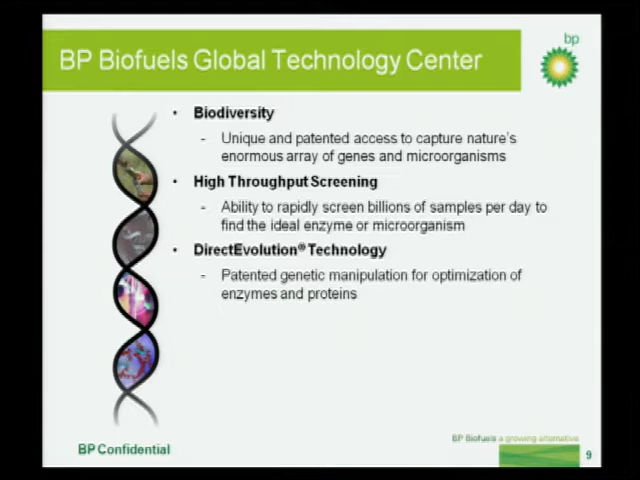 bp
BP Biofuels Global Technology Center
• Biodiversity
- Unique and patented access to capture nature's
enormous array of genes and microorganisms
• High Throughput Screening
- Ability to rapidly screen billions of samples per day to
find the ideal enzyme or microorganism
• DirectEvolution® Technology
- Patented genetic manipulation for optimization of
enzymes and proteins
BP Biofuels a growing alternative
BP Confidential
9